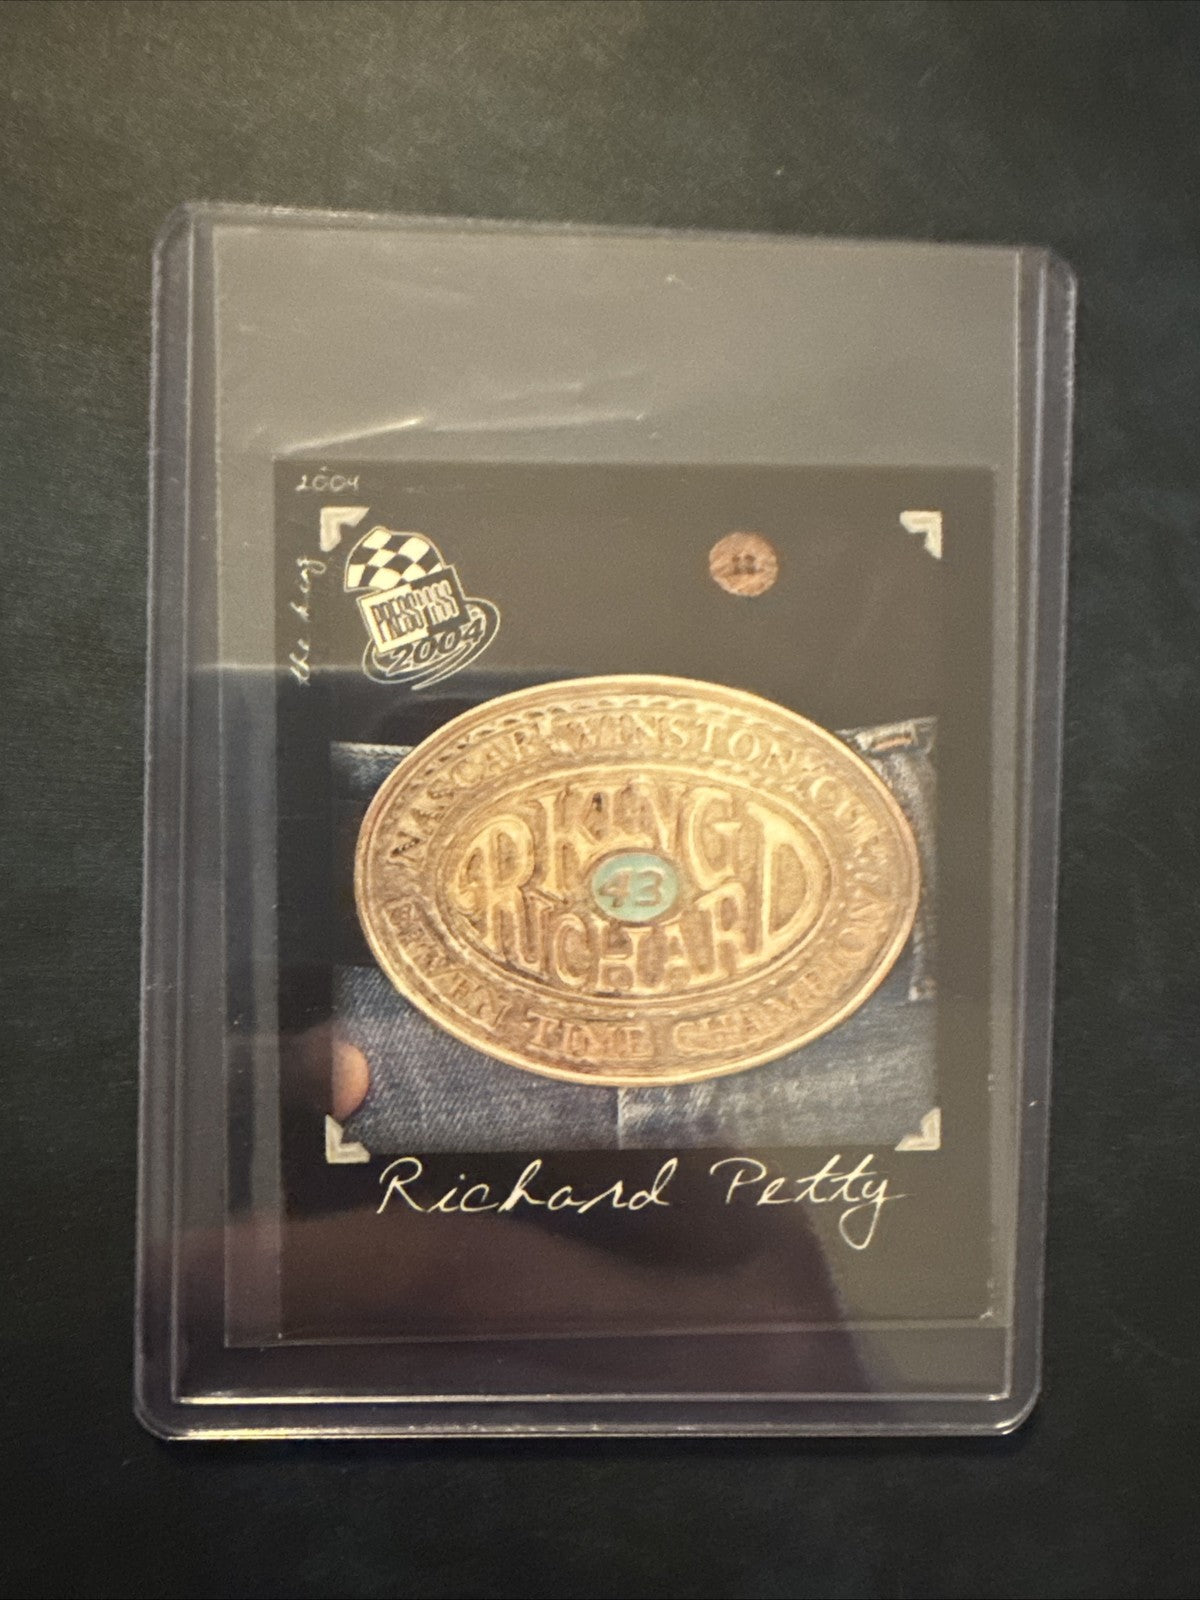 2004
the king
PRESS PASS
2004
NASCAR WINSTON CUP
KING
43
RICHARD
SEVEN TIME CHAMPION
Richard Petty